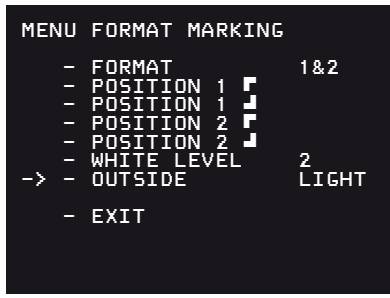 MENU FORMAT MARKING
- FORMAT 1&2
- POSITION 1 ┏
- POSITION 1 ┛
- POSITION 2 ┏
- POSITION 2 ┛
- WHITE LEVEL 2
-> - OUTSIDE LIGHT
- EXIT